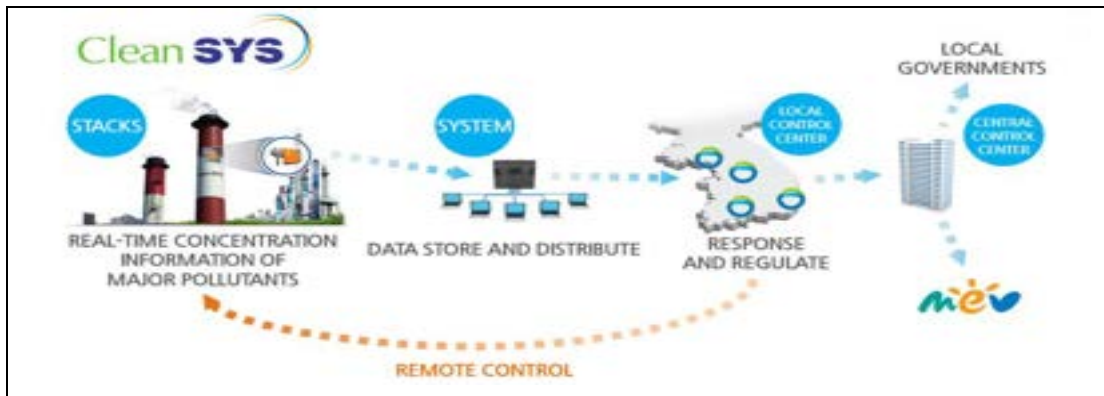 Clean SYS
STACKS
REAL-TIME CONCENTRATION
INFORMATION OF
MAJOR POLLUTANTS
SYSTEM
DATA STORE AND DISTRIBUTE
LOCAL
CONTROL
CENTER
RESPONSE
AND REGULATE
LOCAL
GOVERNMENTS
CENTRAL
CONTROL
CENTER
mev
REMOTE CONTROL